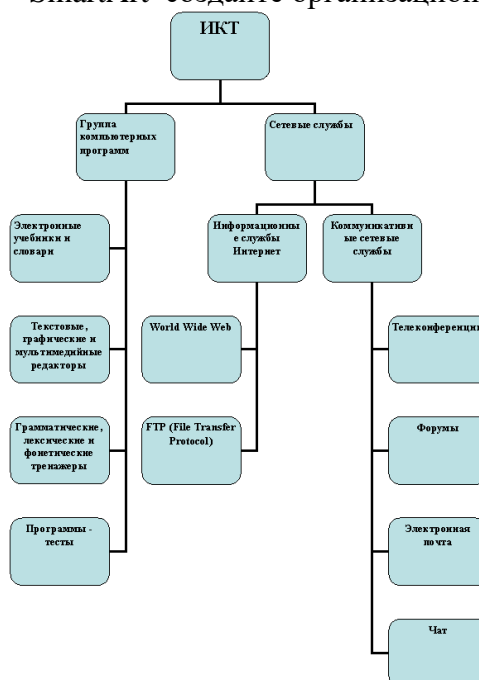 SmartArt создайте организацион
ИКТ
Группа
компьютерных
программ
Сетевые службы
Электронные
учебники и
словари
Информационны
е службы
Интернет
Коммуникативн
ые сетевые
службы
Текстовые,
графические и
мультимедийные
редакторы
World Wide Web
Телеконференции
Грамматические,
лексические и
фонетические
тренажеры
FTP (File Transfer
Protocol)
Форумы
Программы -
тесты
Электронная
почта
Чат